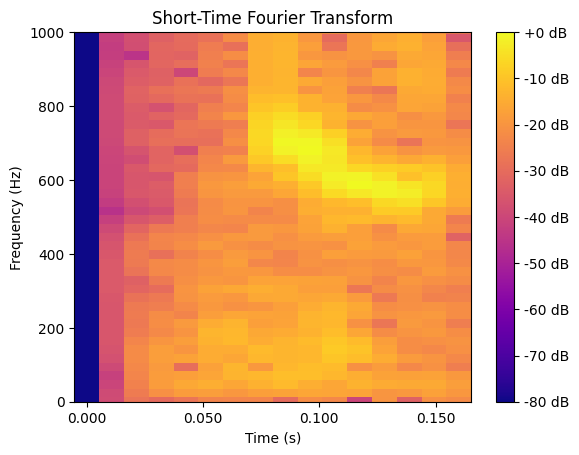 Short-Time Fourier Transform
Frequency (Hz)
1000
800
600
400
200
0
0.000
0.050
0.100
0.150
Time (s)
+0 dB
-10 dB
-20 dB
-30 dB
-40 dB
-50 dB
-60 dB
-70 dB
-80 dB